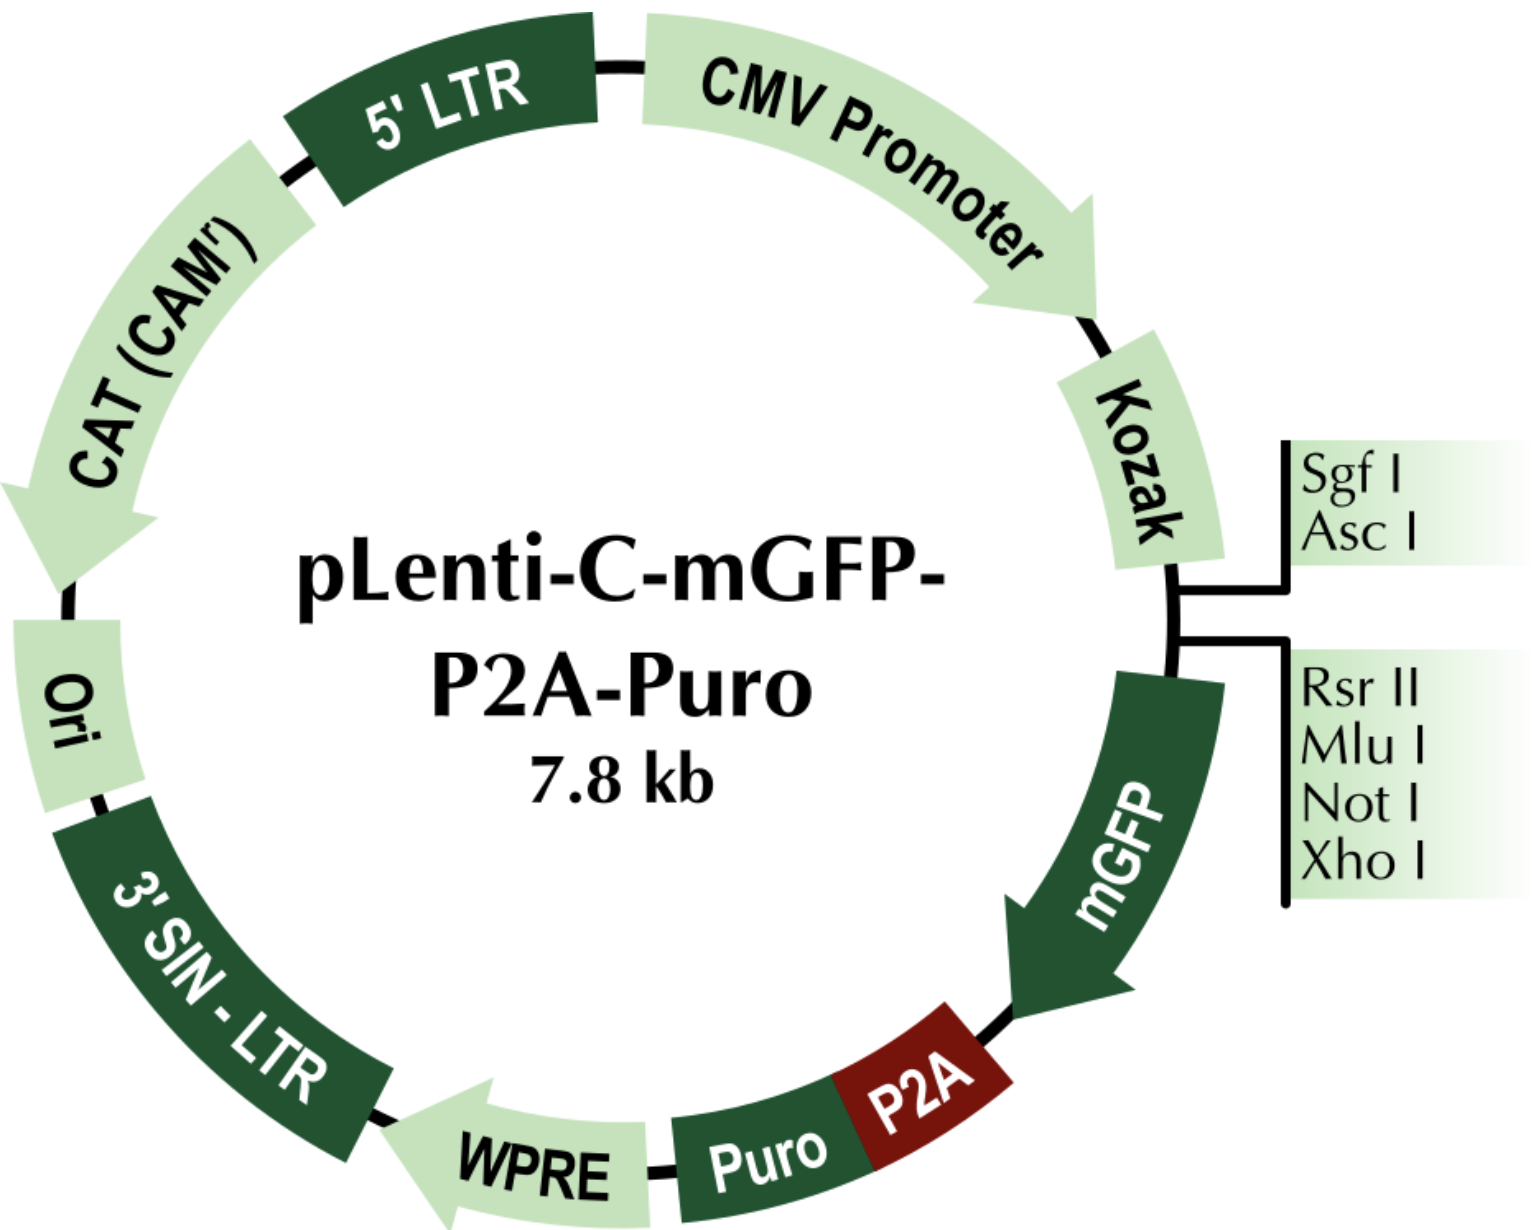 5' LTR
CMV Promoter
CAT (CAMʳ)
Kozak
Sgf I
Asc I
pLenti-C-mGFP-
P2A-Puro
7.8 kb
Rsr II
Mlu I
Not I
Xho I
Ori
mGFP
3' SIN - LTR
P2A
Puro
WPRE